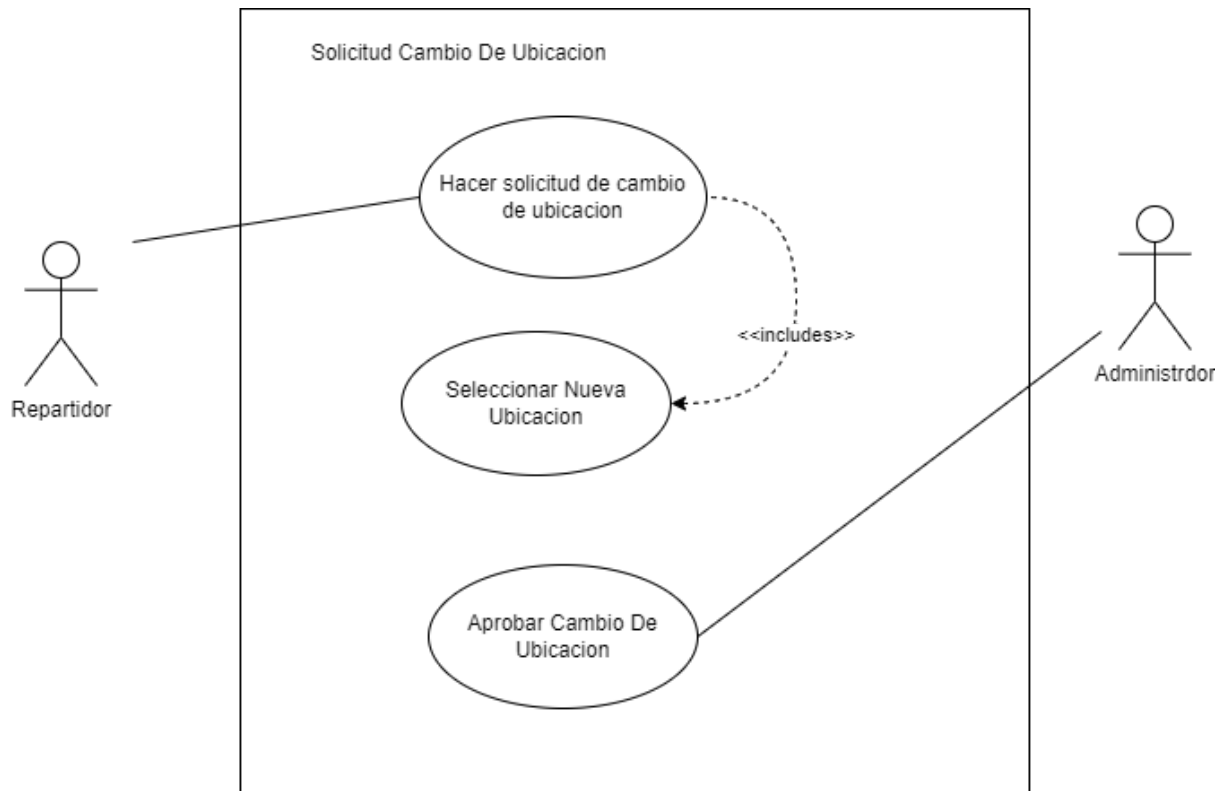 Solicitud Cambio De Ubicacion
Hacer solicitud de cambio
de ubicacion
<<includes>>
Seleccionar Nueva
Ubicacion
Administrdor
Repartidor
Aprobar Cambio De
Ubicacion